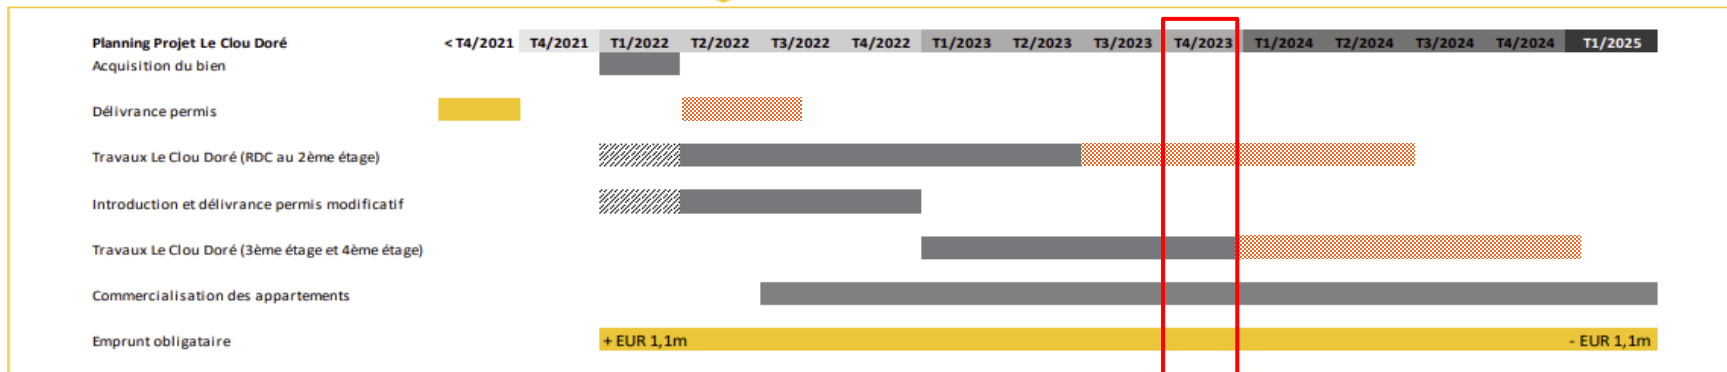 Planning Projet Le Clou Doré < T4/2021 T4/2021 T1/2022 T2/2022 T3/2022 T4/2022 T1/2023 T2/2023 T3/2023 T4/2023 T1/2024 T2/2024 T3/2024 T4/2024 T1/2025
Acquisition du bien
Délivrance permis
Travaux Le Clou Doré (RDC au 2ème étage)
Introduction et délivrance permis modificatif
Travaux Le Clou Doré (3ème étage et 4ème étage)
Commercialisation des appartements
Emprunt obligataire + EUR 1,1m - EUR 1,1m